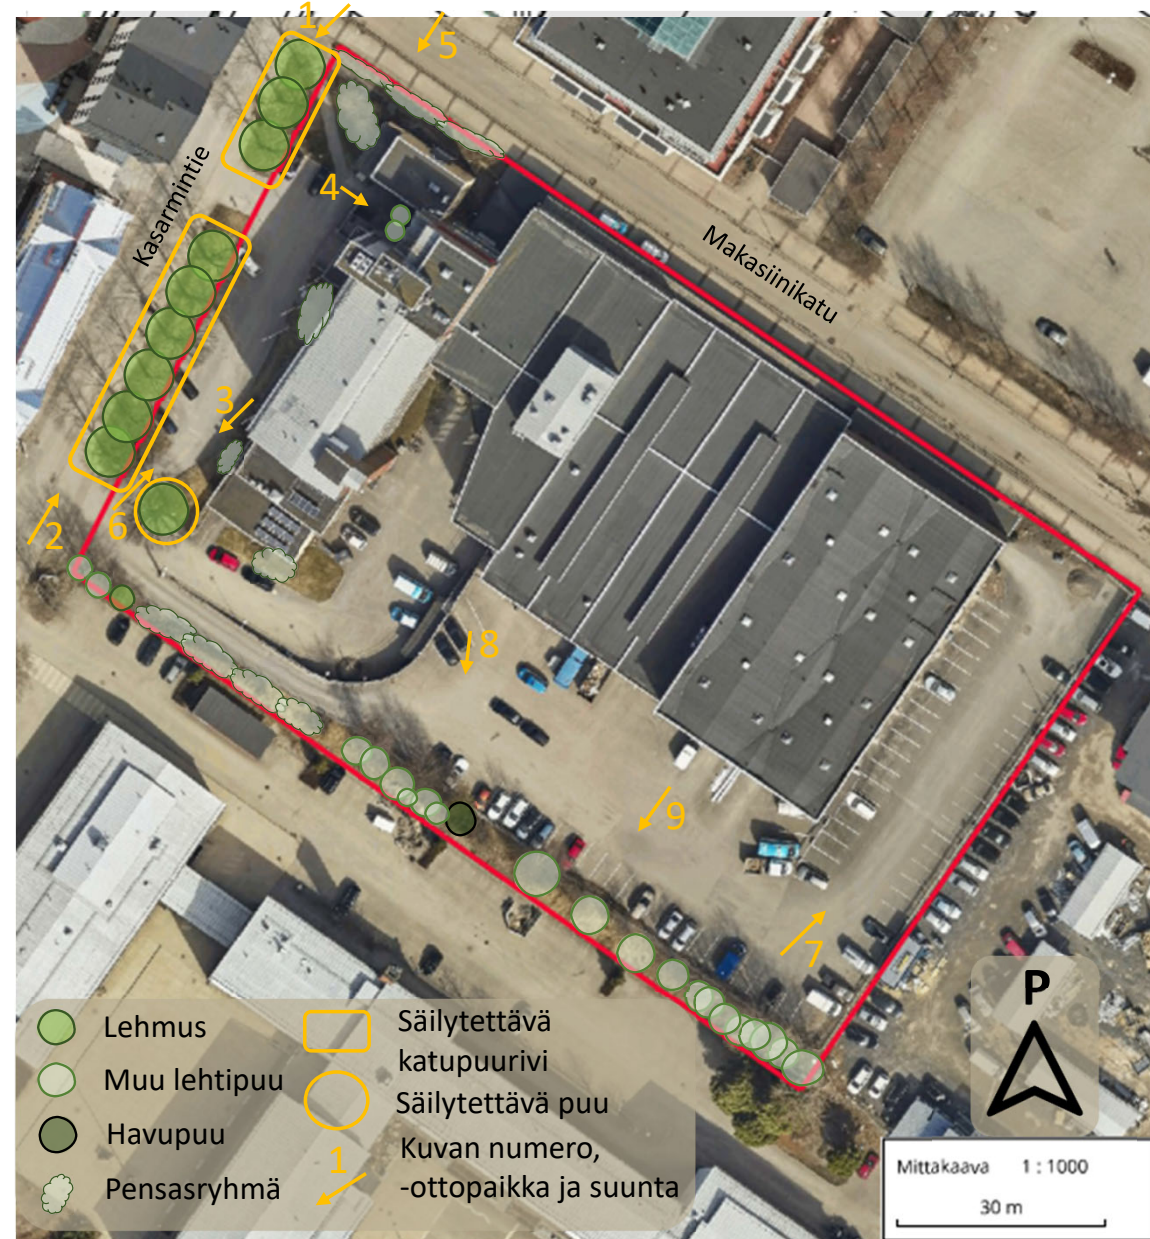 1
5
Kasarmintie
4
Makasiinikatu
3
2
6
8
9
7
P
Lehmus
Muu lehtipuu
Havupuu
Pensasryhmä
Säilytettävä
katupuurivi
Säilytettävä puu
1
Kuvan numero,
-ottopaikka ja suunta
Mittakaava 1 : 1000
30 m